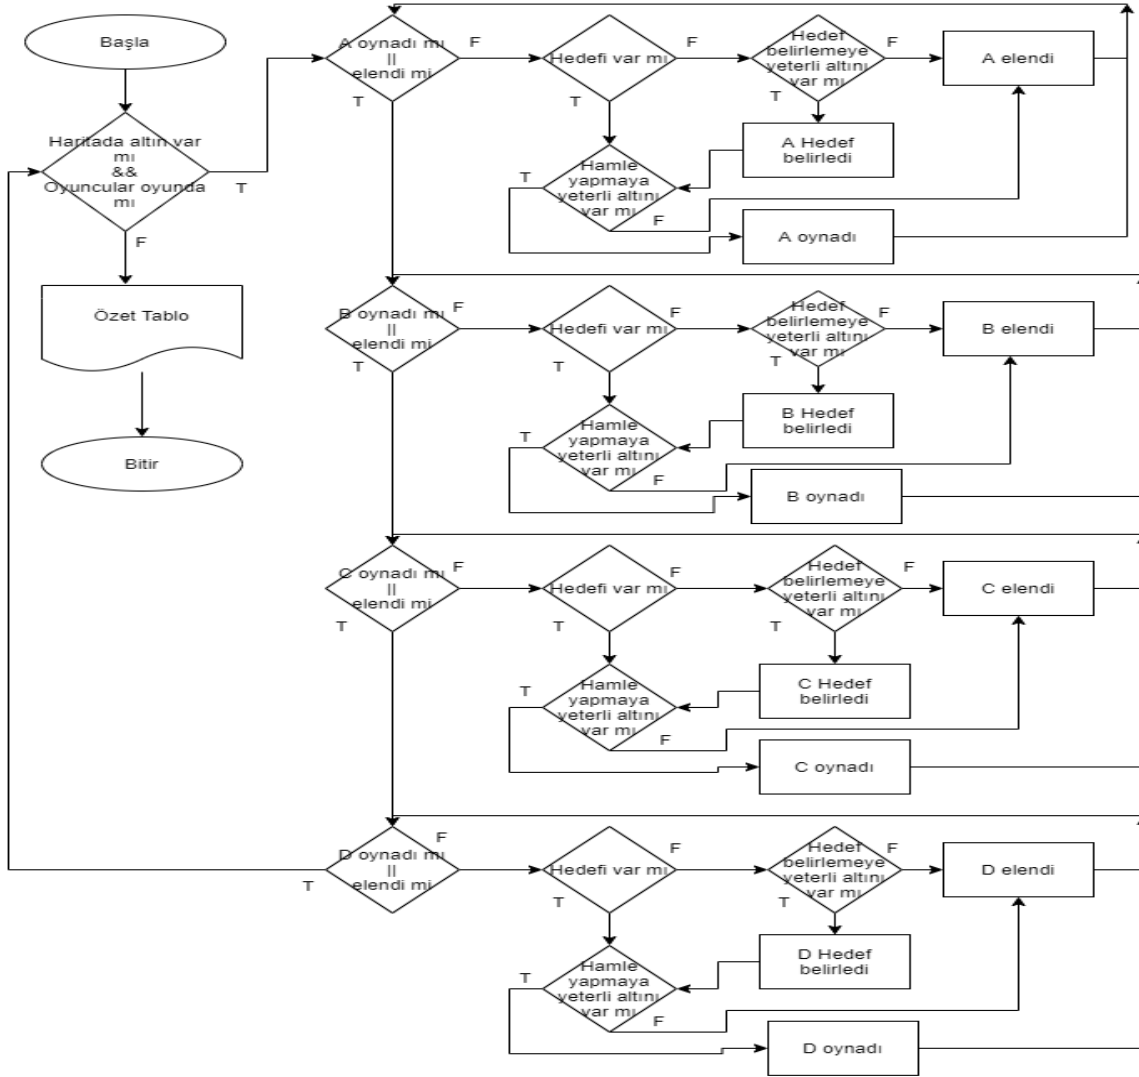 Başla
Haritada altın var
mı
&&
Oyuncular oyunda
mı
T
F
Özet Tablo
Bitir
A oynadı mı
||
elendi mi
F
T
Hedefi var mı
F
T
Hedef
belirlemeye
yeterli altını
var mı
F
T
A elendi
A Hedef
belirledi
Hamle
yapmaya
yeterli altını
var mı
T
F
A oynadı
B oynadı mı
||
elendi mi
F
T
Hedefi var mı
F
T
Hedef
belirlemeye
yeterli altını
var mı
F
T
B elendi
B Hedef
belirledi
Hamle
yapmaya
yeterli altını
var mı
T
F
B oynadı
C oynadı mı
||
elendi mi
F
T
Hedefi var mı
F
T
Hedef
belirlemeye
yeterli altını
var mı
F
T
C elendi
C Hedef
belirledi
Hamle
yapmaya
yeterli altını
var mı
T
F
C oynadı
D oynadı mı
||
elendi mi
F
T
Hedefi var mı
F
T
Hedef
belirlemeye
yeterli altını
var mı
F
T
D elendi
D Hedef
belirledi
Hamle
yapmaya
yeterli altını
var mı
T
F
D oynadı